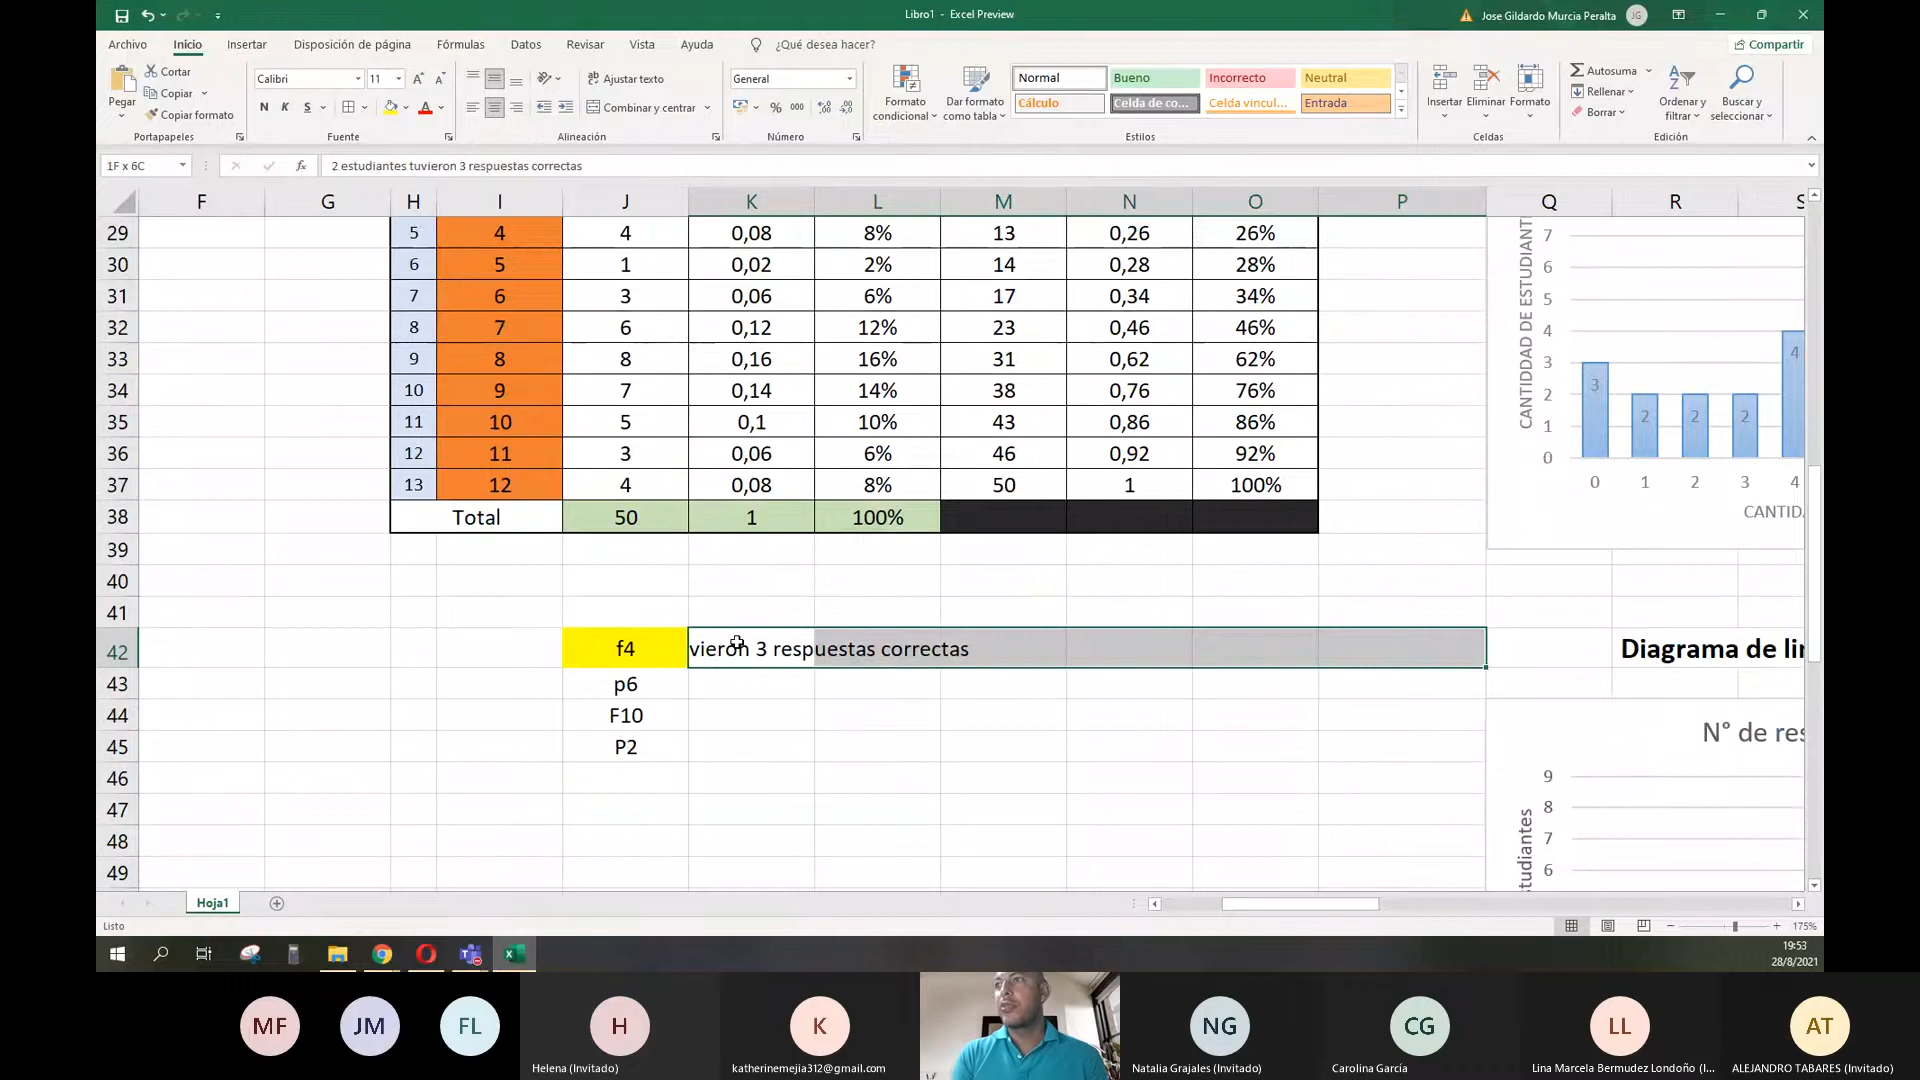 Libro1 - Excel Preview
Jose Gildardo Murcia Peralta
JG
Archivo Inicio Insertar Disposición de página Fórmulas Datos Revisar Vista Ayuda ¿Qué desea hacer?
Compartir
Pegar
Cortar
Copiar
Copiar formato
Portapapeles
Calibri 11
N K S
Fuente
Ajustar texto
Combinar y centrar
Alineación
General
% 000
Número
Formato condicional
Dar formato como tabla
Normal Bueno Incorrecto Neutral
Cálculo Celda de co... Celda vincul... Entrada
Estilos
Insertar Eliminar Formato
Celdas
Autosuma
Rellenar
Borrar
Ordenar y filtrar
Buscar y seleccionar
Edición
1F x 6C
fx
2 estudiantes tuvieron 3 respuestas correctas
F G H I J K L M N O P Q R S
29 5 4 4 0,08 8% 13 0,26 26%
30 6 5 1 0,02 2% 14 0,28 28%
31 7 6 3 0,06 6% 17 0,34 34%
32 8 7 6 0,12 12% 23 0,46 46%
33 9 8 8 0,16 16% 31 0,62 62%
34 10 9 7 0,14 14% 38 0,76 76%
35 11 10 5 0,1 10% 43 0,86 86%
36 12 11 3 0,06 6% 46 0,92 92%
37 13 12 4 0,08 8% 50 1 100%
38 Total 50 1 100%
39
40
41
42 f4 vieron 3 respuestas correctas
43 p6
44 F10
45 P2
46
47
48
49
CANTIDDAD DE ESTUDIANT
7
6
5
4
3
2
1
0
3 2 2 2 4
0 1 2 3 4
CANTID
Diagrama de lin
N° de res
9
8
7
6
tudiantes
Hoja1
Listo
175%
19:53
28/8/2021
MF
JM
FL
H
Helena (Invitado)
K
katherinemejia312@gmail.com
NG
Natalia Grajales (Invitado)
CG
Carolina García
LL
Lina Marcela Bermudez Londoño (I...
AT
ALEJANDRO TABARES (Invitado)